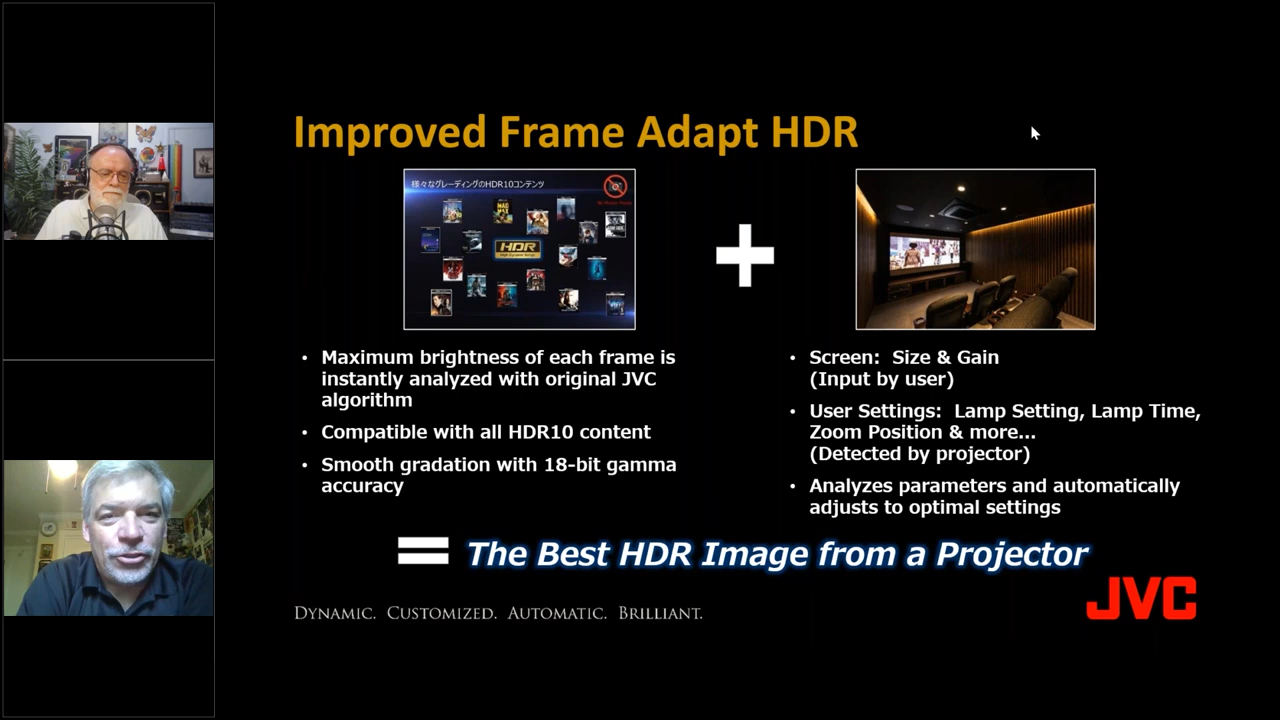 Improved Frame Adapt HDR
様々なグレーディングのHDR10コンテンツ
MAD
MAX
HDR
High Dynamic Range
• Maximum brightness of each frame is
instantly analyzed with original JVC
algorithm
• Compatible with all HDR10 content
• Smooth gradation with 18-bit gamma
accuracy
• Screen:  Size & Gain
(Input by user)
• User Settings:  Lamp Setting, Lamp Time,
Zoom Position & more...
(Detected by projector)
• Analyzes parameters and automatically
adjusts to optimal settings
The Best HDR Image from a Projector
JVC
DYNAMIC.  CUSTOMIZED.  AUTOMATIC.  BRILLIANT.